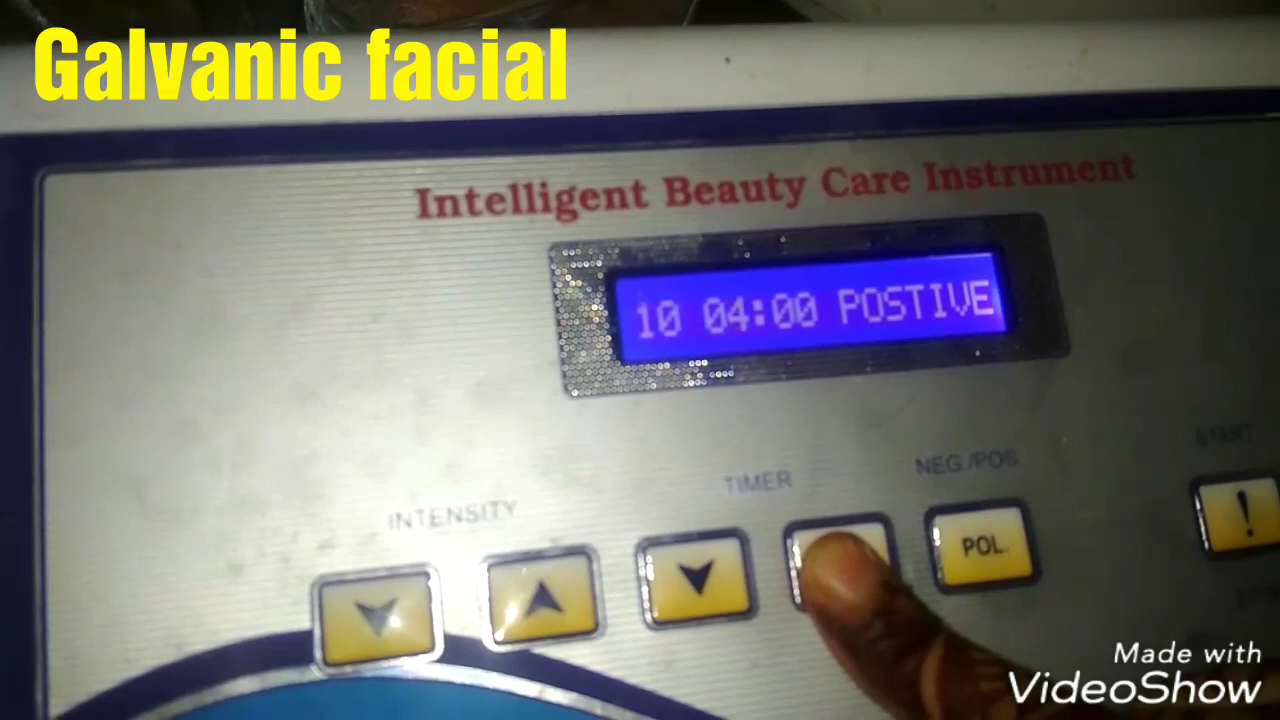 Galvanic facial
Intelligent Beauty Care Instrument
10 04:00 POSTIVE
INTENSITY
TIMER
NEG./POS
START
POL.
!
Made with
VideoShow